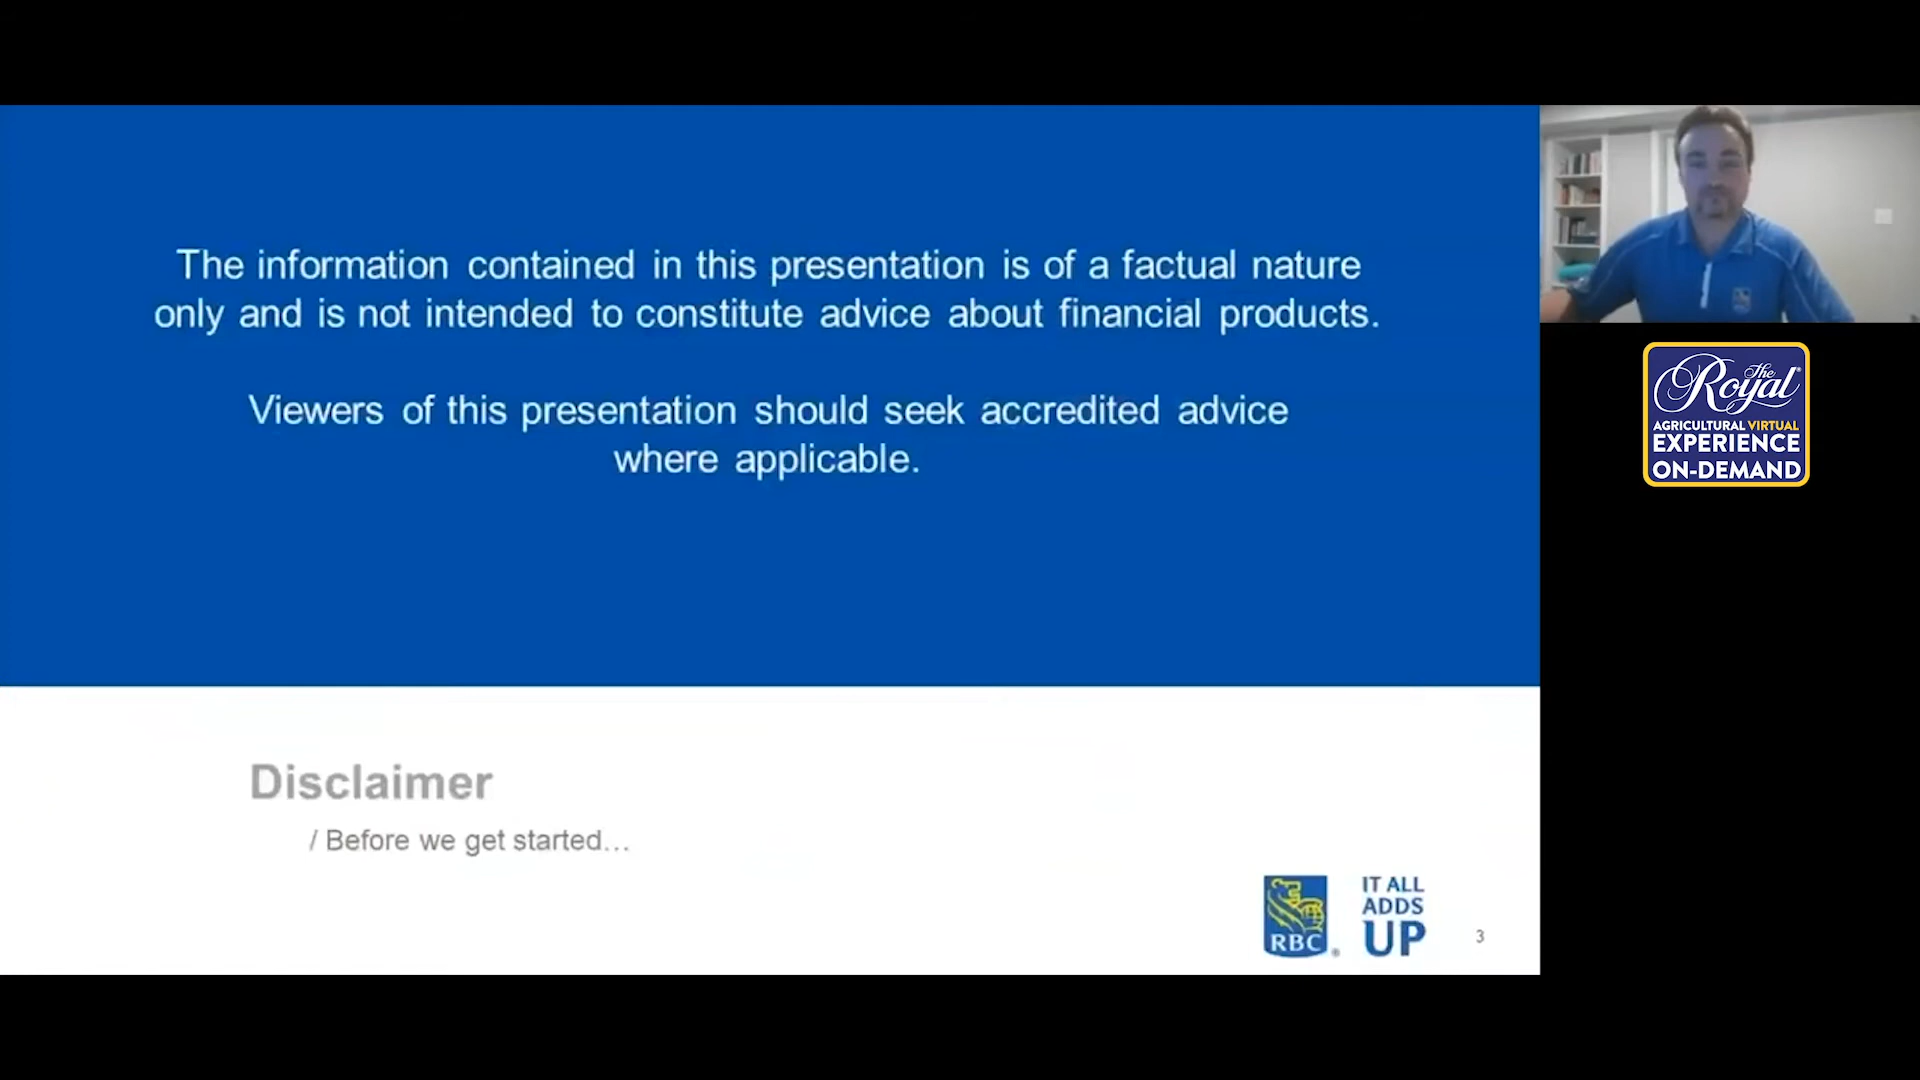 The information contained in this presentation is of a factual nature
only and is not intended to constitute advice about financial products.
Viewers of this presentation should seek accredited advice
where applicable.
Disclaimer
/ Before we get started...
RBC
®
IT ALL
ADDS
UP
3
The
Royal
AGRICULTURAL VIRTUAL
EXPERIENCE
ON-DEMAND